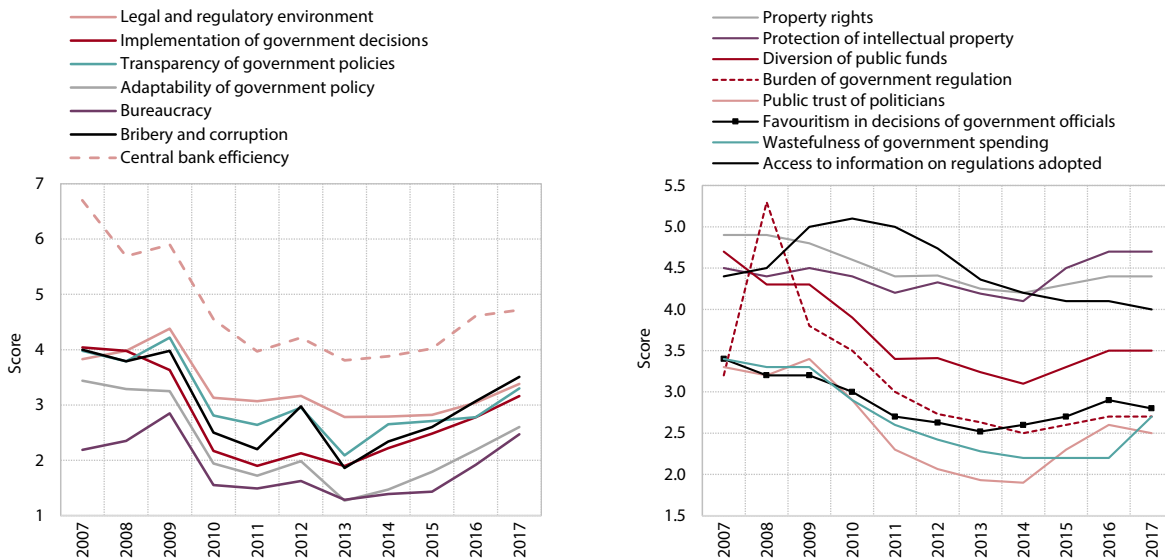 Legal and regulatory environment
Implementation of government decisions
Transparency of government policies
Adaptability of government policy
Bureaucracy
Bribery and corruption
Central bank efficiency
7
6
5
4
3
2
1
Score
2007
2008
2009
2010
2011
2012
2013
2014
2015
2016
2017
Property rights
Protection of intellectual property
Diversion of public funds
Burden of government regulation
Public trust of politicians
Favouritism in decisions of government officials
Wastefulness of government spending
Access to information on regulations adopted
5.5
5.0
4.5
4.0
3.5
3.0
2.5
2.0
1.5
Score
2007
2008
2009
2010
2011
2012
2013
2014
2015
2016
2017